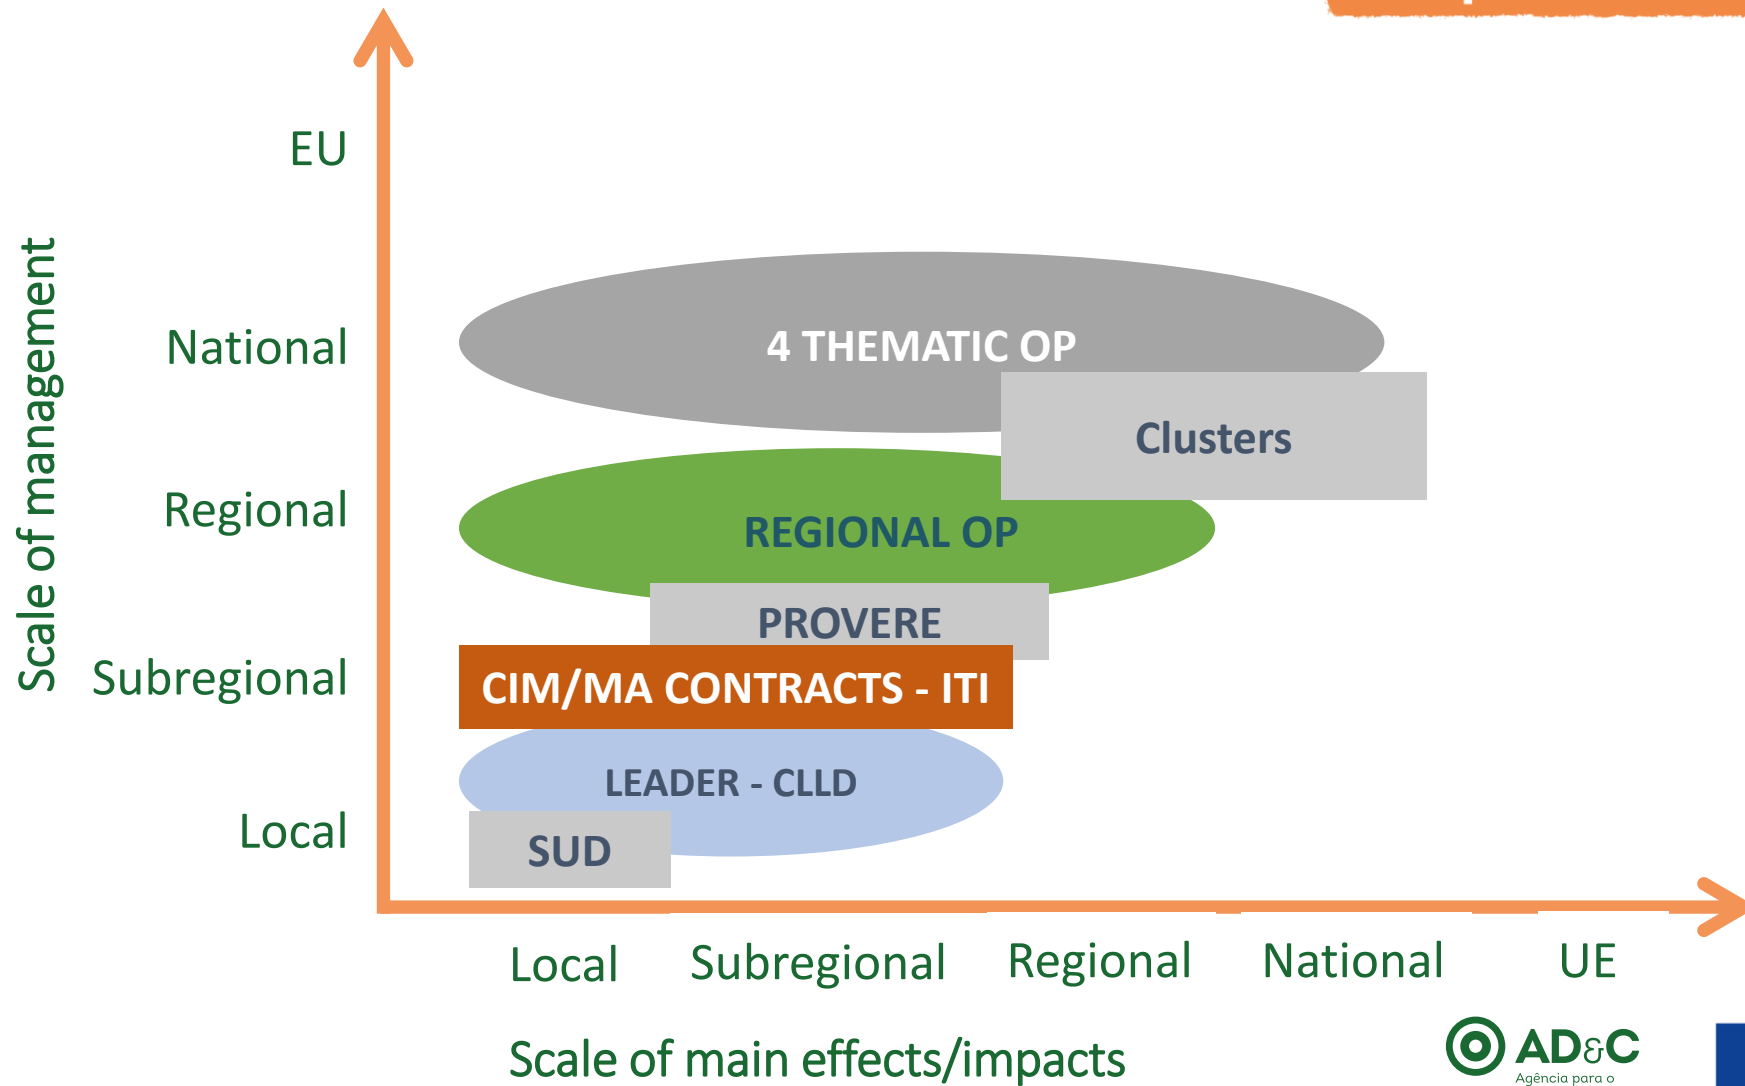 EU
National
Regional
Subregional
Local
Scale of management
4 THEMATIC OP
Clusters
REGIONAL OP
PROVERE
CIM/MA CONTRACTS - ITI
LEADER - CLLD
SUD
Local
Subregional
Regional
National
UE
Scale of main effects/impacts
AD&C
Agência para o